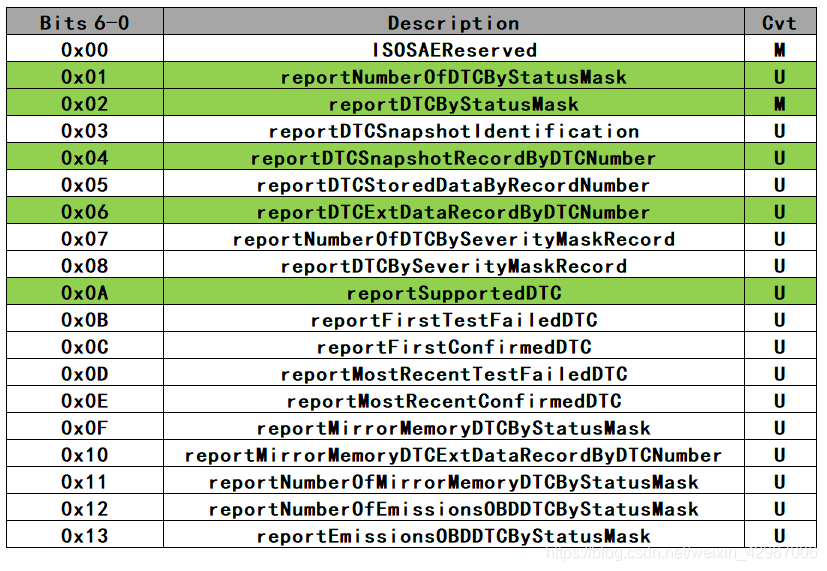 Bits 6-0 Description Cvt
0x00 ISOSAEReserved M
0x01 reportNumberOfDTCByStatusMask U
0x02 reportDTCByStatusMask M
0x03 reportDTCSnapshotIdentification U
0x04 reportDTCSnapshotRecordByDTCNumber U
0x05 reportDTCStoredDataByRecordNumber U
0x06 reportDTCExtDataRecordByDTCNumber U
0x07 reportNumberOfDTCBySeverityMaskRecord U
0x08 reportDTCBySeverityMaskRecord U
0x0A reportSupportedDTC U
0x0B reportFirstTestFailedDTC U
0x0C reportFirstConfirmedDTC U
0x0D reportMostRecentTestFailedDTC U
0x0E reportMostRecentConfirmedDTC U
0x0F reportMirrorMemoryDTCByStatusMask U
0x10 reportMirrorMemoryDTCExtDataRecordByDTCNumber U
0x11 reportNumberOfMirrorMemoryDTCByStatusMask U
0x12 reportNumberOfEmissionsOBDDTCByStatusMask U
0x13 reportEmissionsOBDDTCByStatusMask U
https://blog.csdn.net/weixin_42967006